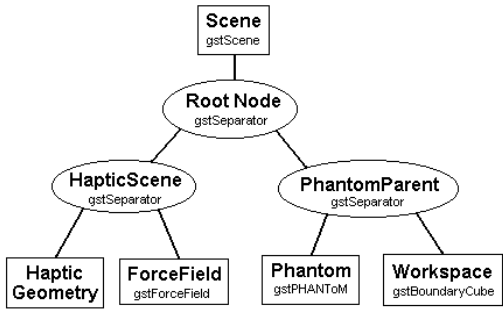 Scene
gstScene
Root Node
gstSeparator
HapticScene
gstSeparator
PhantomParent
gstSeparator
Haptic
Geometry
ForceField
gstForceField
Phantom
gstPHANToM
Workspace
gstBoundaryCube